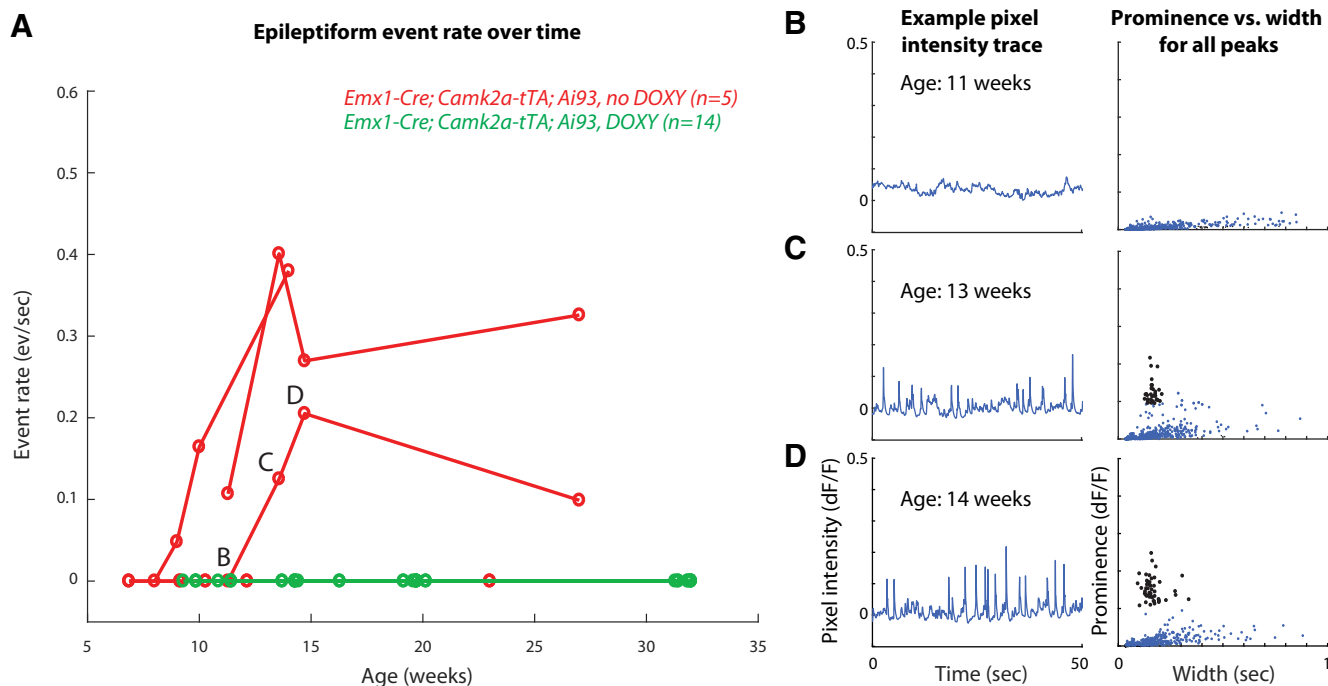 A
Epileptiform event rate over time
Emx1-Cre; Camk2a-tTA; Ai93, no DOXY (n=5)
Emx1-Cre; Camk2a-tTA; Ai93, DOXY (n=14)
0.6
0.5
0.4
0.3
0.2
0.1
0
Event rate (ev/sec)
B
C
D
5
10
15
20
25
30
35
Age (weeks)
B
Example pixel
intensity trace
Prominence vs. width
for all peaks
0.5
Age: 11 weeks
0
C
0.5
Age: 13 weeks
0
D
0.5
Age: 14 weeks
0
Pixel intensity (dF/F)
0
50
Time (sec)
Prominence (dF/F)
0
1
Width (sec)